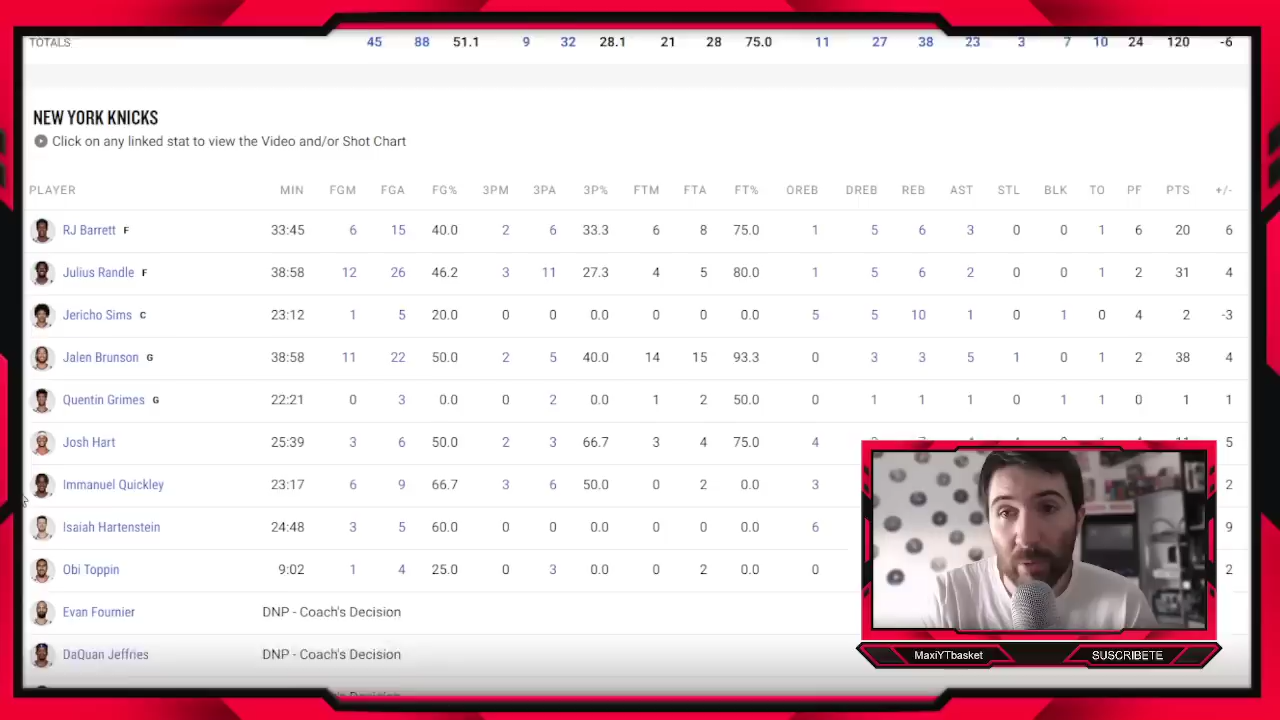 TOTALS 45 88 51.1 9 32 28.1 21 28 75.0 11 27 38 23 3 7 10 24 120 -6
NEW YORK KNICKS
Click on any linked stat to view the Video and/or Shot Chart
PLAYER MIN FGM FGA FG% 3PM 3PA 3P% FTM FTA FT% OREB DREB REB AST STL BLK TO PF PTS +/-
RJ Barrett F 33:45 6 15 40.0 2 6 33.3 6 8 75.0 1 5 6 3 0 0 1 6 20 6
Julius Randle F 38:58 12 26 46.2 3 11 27.3 4 5 80.0 1 5 6 2 0 0 1 2 31 4
Jericho Sims C 23:12 1 5 20.0 0 0 0.0 0 0 0.0 5 5 10 1 0 1 0 4 2 -3
Jalen Brunson G 38:58 11 22 50.0 2 5 40.0 14 15 93.3 0 3 3 5 1 0 1 2 38 4
Quentin Grimes G 22:21 0 3 0.0 0 2 0.0 1 2 50.0 0 1 1 1 0 1 1 0 1 1
Josh Hart 25:39 3 6 50.0 2 3 66.7 3 4 75.0 4 5
Immanuel Quickley 23:17 6 9 66.7 3 6 50.0 0 2 0.0 3 2
Isaiah Hartenstein 24:48 3 5 60.0 0 0 0.0 0 0 0.0 6 9
Obi Toppin 9:02 1 4 25.0 0 3 0.0 0 2 0.0 0 2
Evan Fournier DNP - Coach's Decision
DaQuan Jeffries DNP - Coach's Decision
MaxiYTbasket SUSCRIBETE